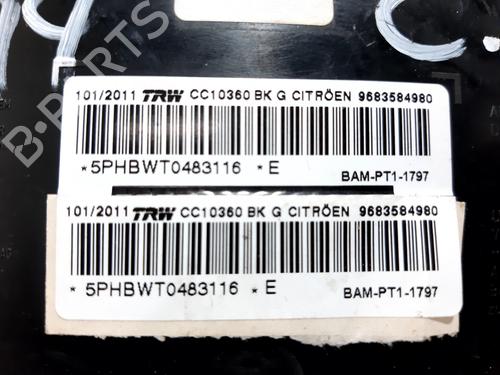 101/2011 TRW CC10360 BK G CITRÖEN 9683584980
*5PHBWT0483116 *E
BAM-PT1-1797
101/2011 TRW CC10360 BK G CITRÖEN 9683584980
* 5PHBWT0483116 * E
BAM-PT1-1797
B-PARTS